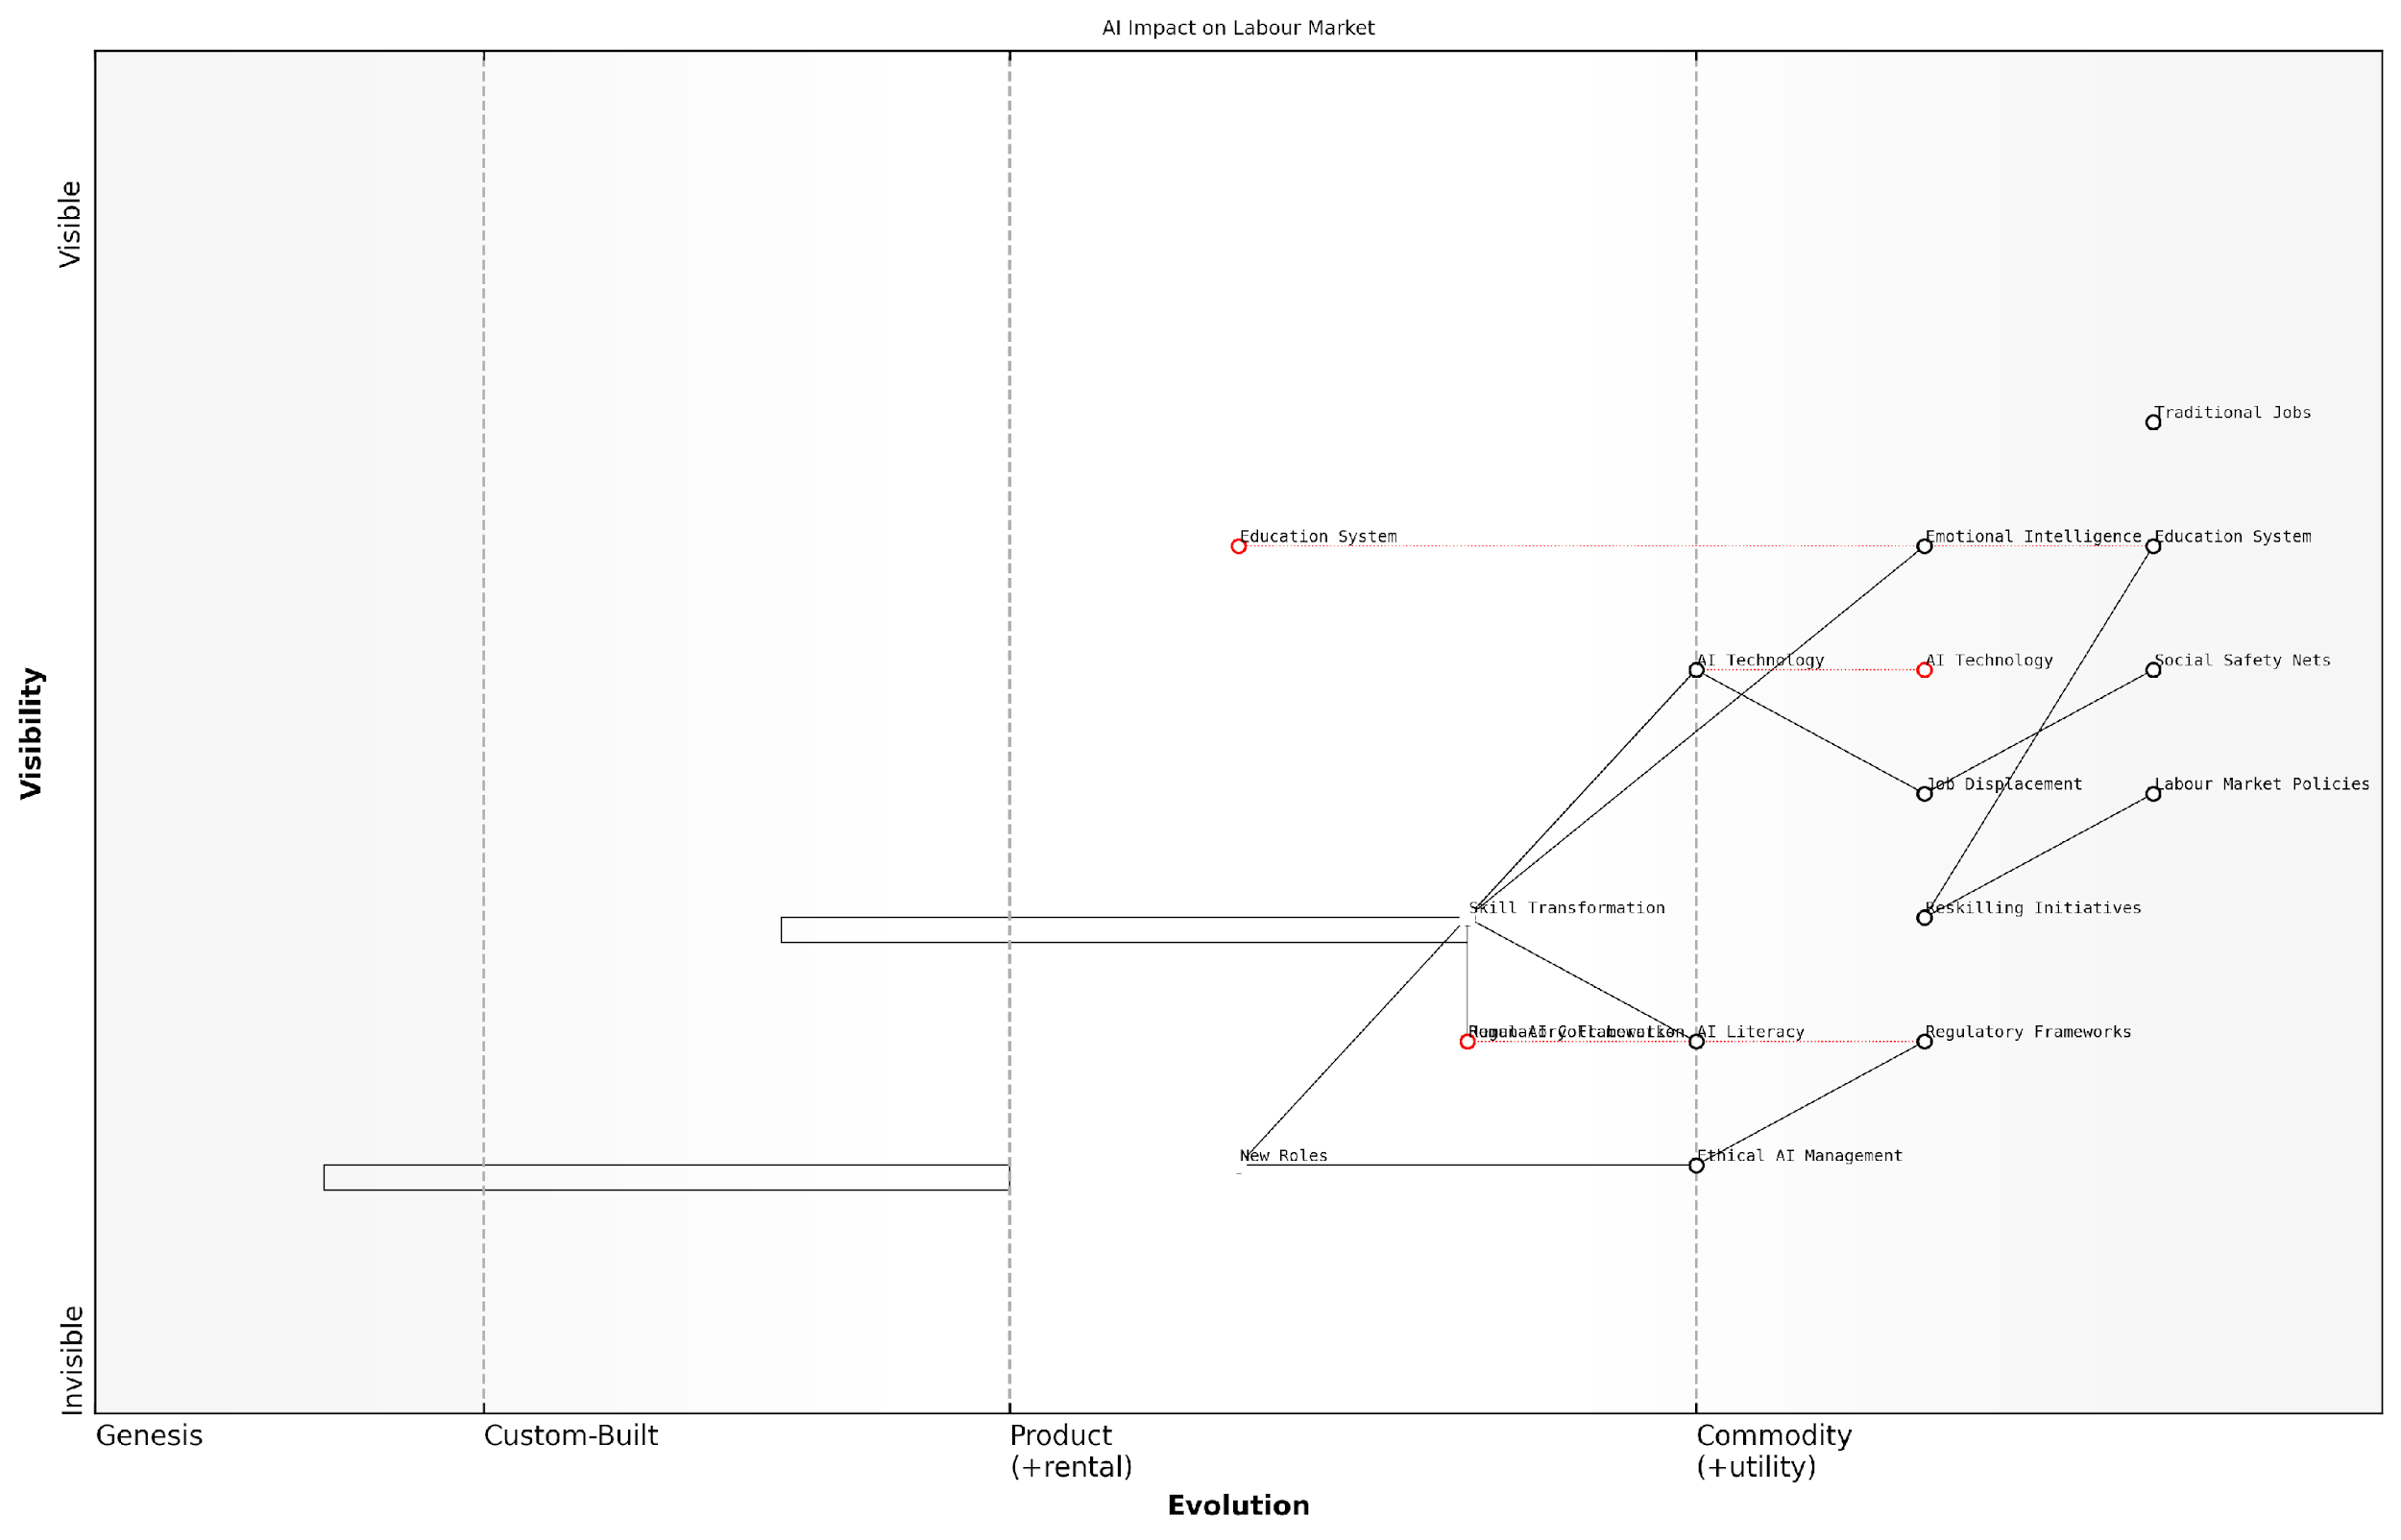 AI Impact on Labour Market
Visible
Traditional Jobs
Education System
Emotional Intelligence
Education System
AI Technology
AI Technology
Social Safety Nets
Visibility
Job Displacement
Labour Market Policies
Skill Transformation
Reskilling Initiatives
AI Literacy
Regulatory Frameworks
New Roles
Ethical AI Management
Invisible
Genesis
Custom-Built
Product
(+rental)
Commodity
(+utility)
Evolution